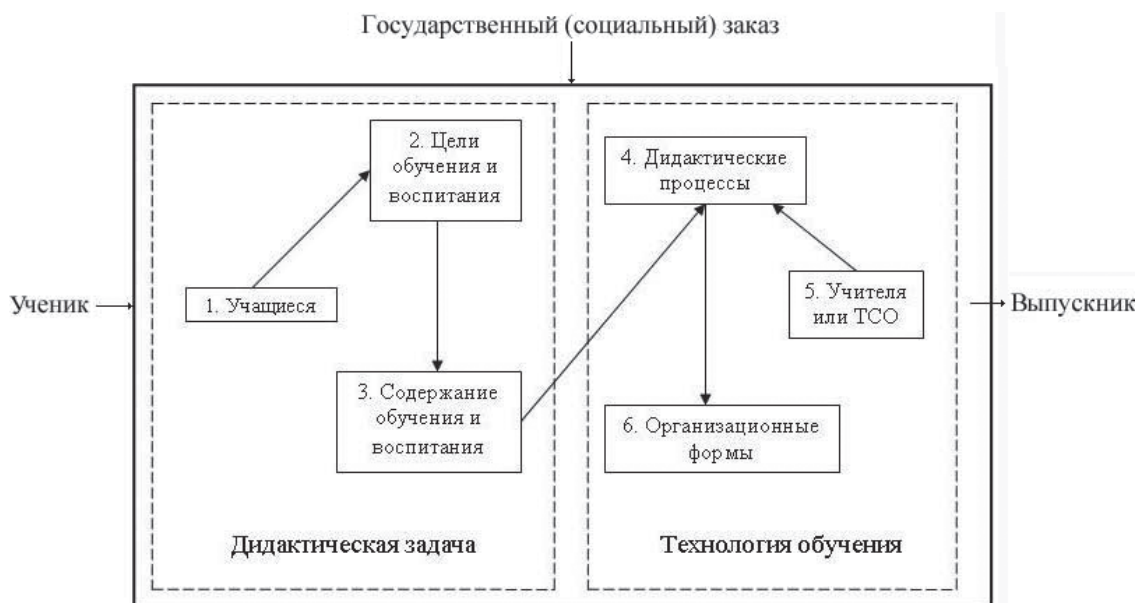 Государственный (социальный) заказ
2. Цели
обучения и
воспитания
4. Дидактические
процессы
Ученик
1. Учащиеся
5. Учителя
или ТСО
Выпускник
3. Содержание
обучения и
воспитания
6. Организационные
формы
Дидактическая задача
Технология обучения